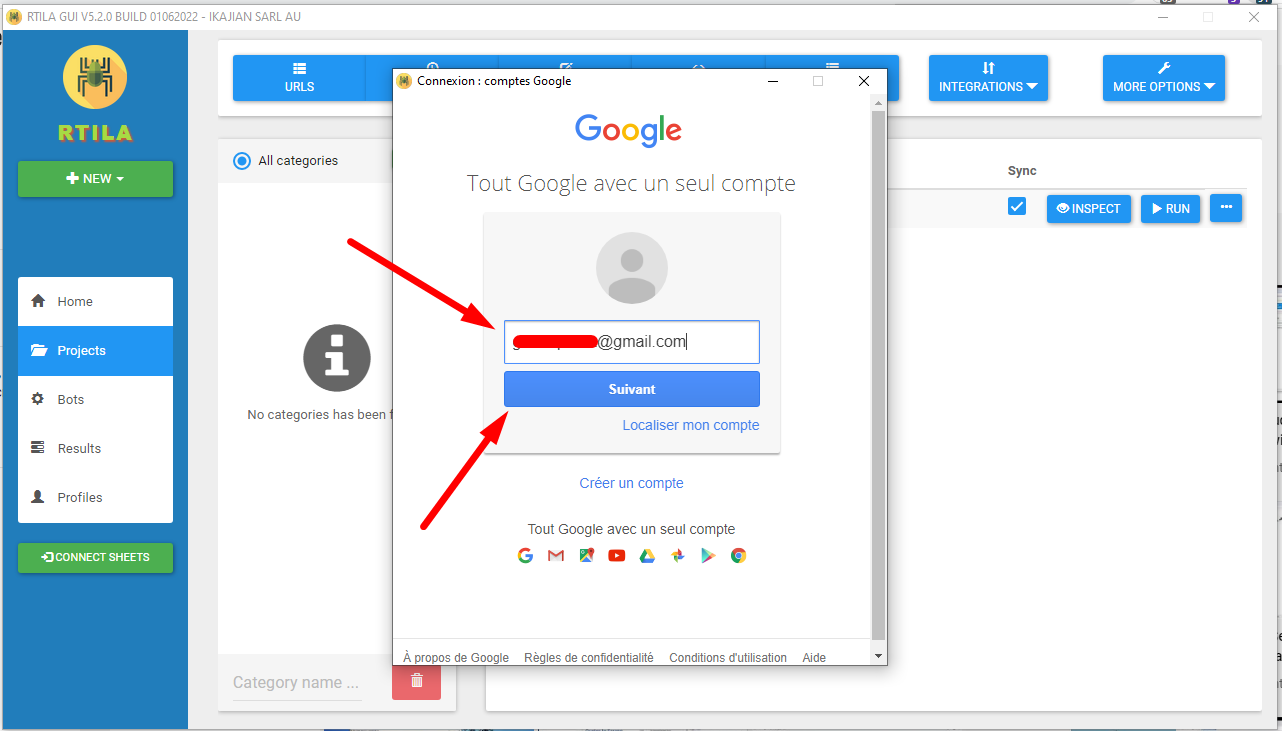 RTILA GUI V5.2.0 BUILD 01062022 - IKAJIAN SARL AU
RTILA
NEW
Home
Projects
Bots
Results
Profiles
CONNECT SHEETS
URLS
INTEGRATIONS
MORE OPTIONS
All categories
No categories has been
Category name ...
Sync
INSPECT
RUN
Connexion : comptes Google
Google
Tout Google avec un seul compte
@gmail.com
Suivant
Localiser mon compte
Créer un compte
Tout Google avec un seul compte
À propos de Google Règles de confidentialité Conditions d'utilisation Aide